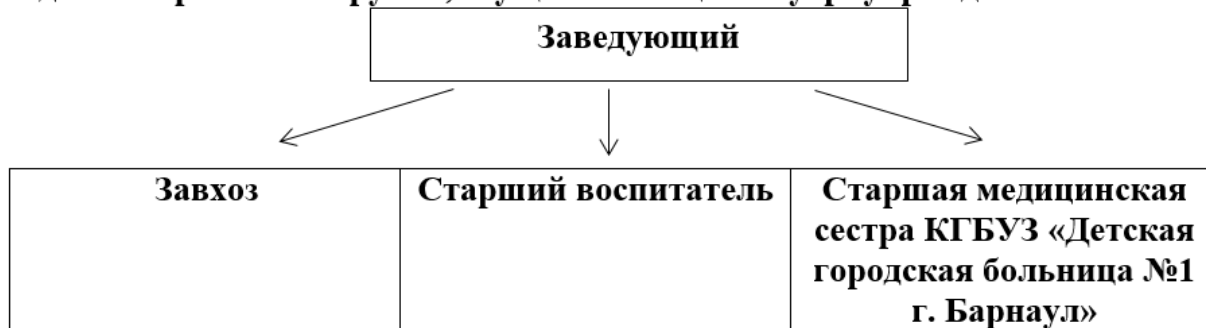 Заведующий
Завхоз
Старший воспитатель
Старшая медицинская
сестра КГБУЗ «Детская
городская больница №1
г. Барнаул»